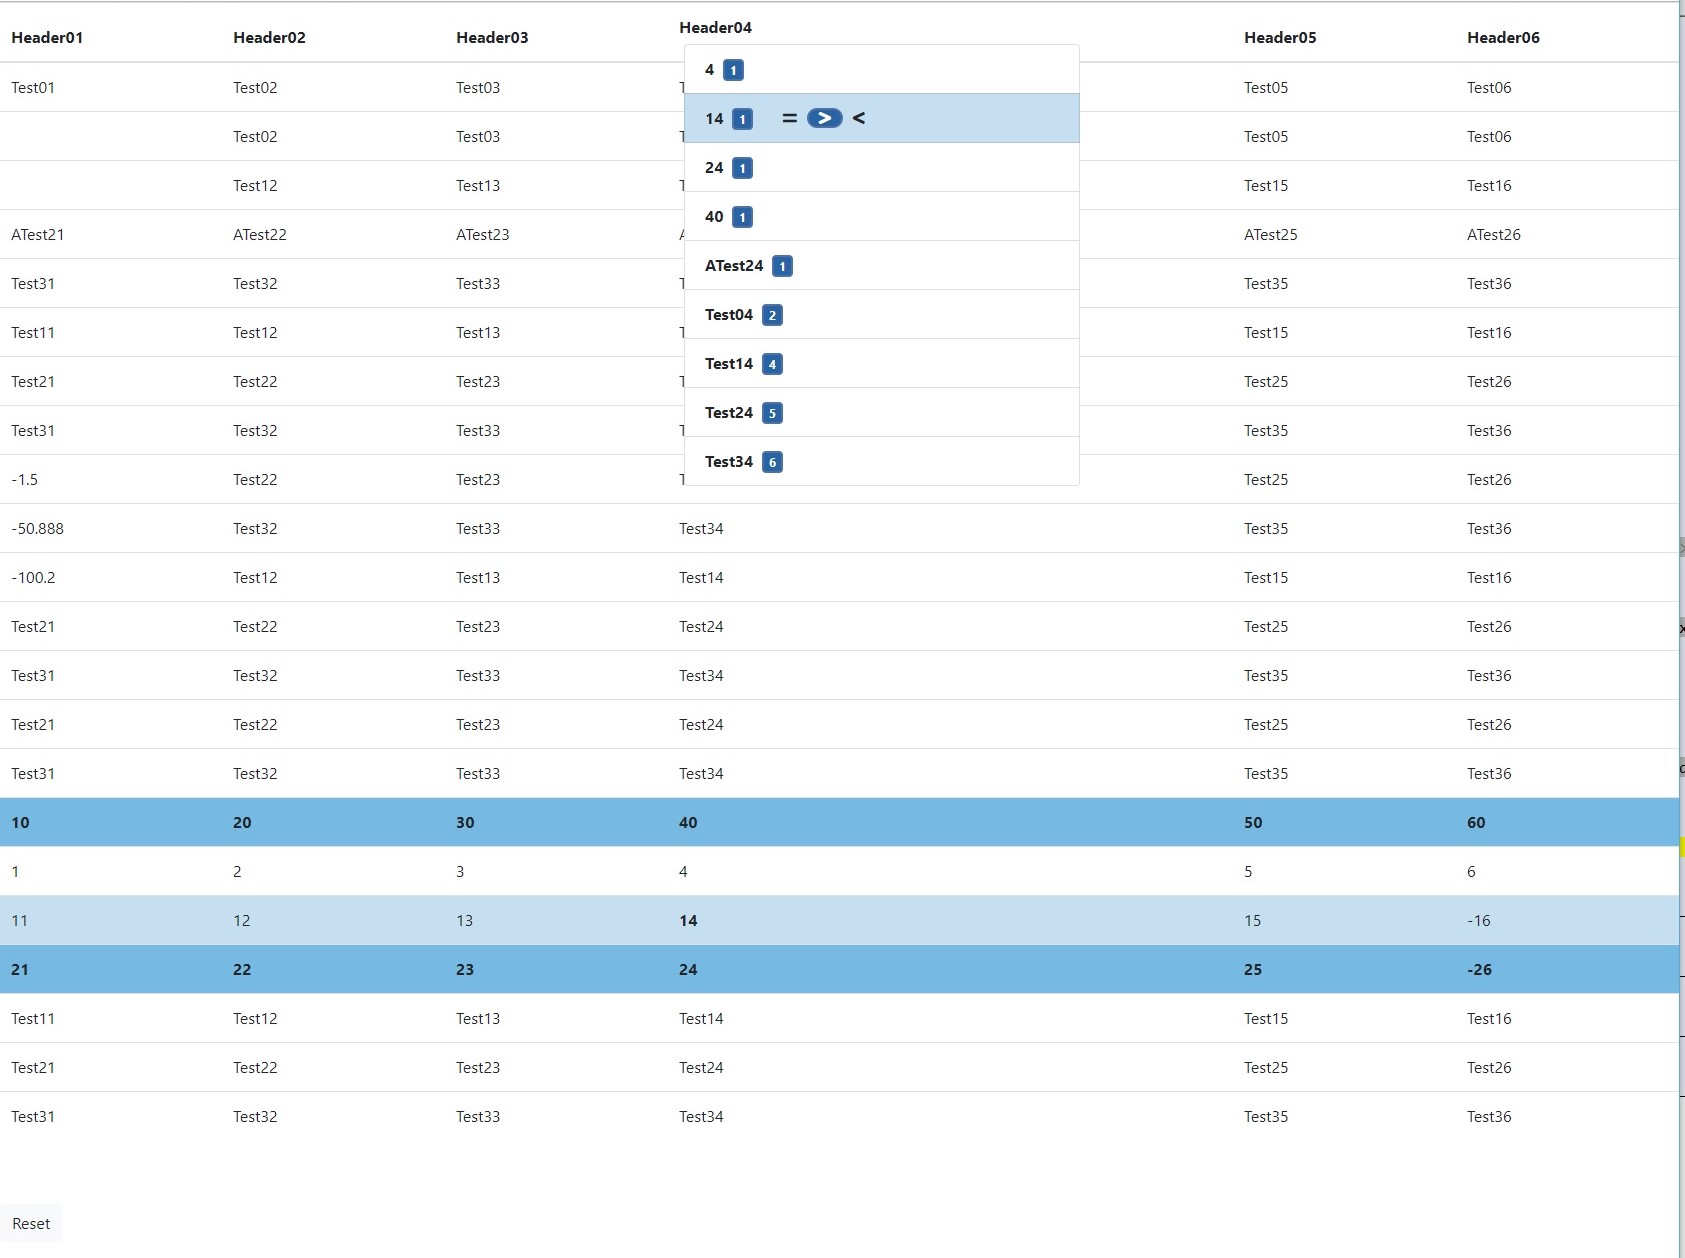 Header01 Header02 Header03 Header04 Header05 Header06
4 1
Test01 Test02 Test03 Test05 Test06
14 1 = > <
Test02 Test03 Test05 Test06
24 1
Test12 Test13 Test15 Test16
40 1
ATest21 ATest22 ATest23 ATest25 ATest26
ATest24 1
Test31 Test32 Test33 Test35 Test36
Test04 2
Test11 Test12 Test13 Test15 Test16
Test14 4
Test21 Test22 Test23 Test25 Test26
Test24 5
Test31 Test32 Test33 Test35 Test36
Test34 6
-1.5 Test22 Test23 Test25 Test26
-50.888 Test32 Test33 Test34 Test35 Test36
-100.2 Test12 Test13 Test14 Test15 Test16
Test21 Test22 Test23 Test24 Test25 Test26
Test31 Test32 Test33 Test34 Test35 Test36
Test21 Test22 Test23 Test24 Test25 Test26
Test31 Test32 Test33 Test34 Test35 Test36
10 20 30 40 50 60
1 2 3 4 5 6
11 12 13 14 15 -16
21 22 23 24 25 -26
Test11 Test12 Test13 Test14 Test15 Test16
Test21 Test22 Test23 Test24 Test25 Test26
Test31 Test32 Test33 Test34 Test35 Test36
Reset